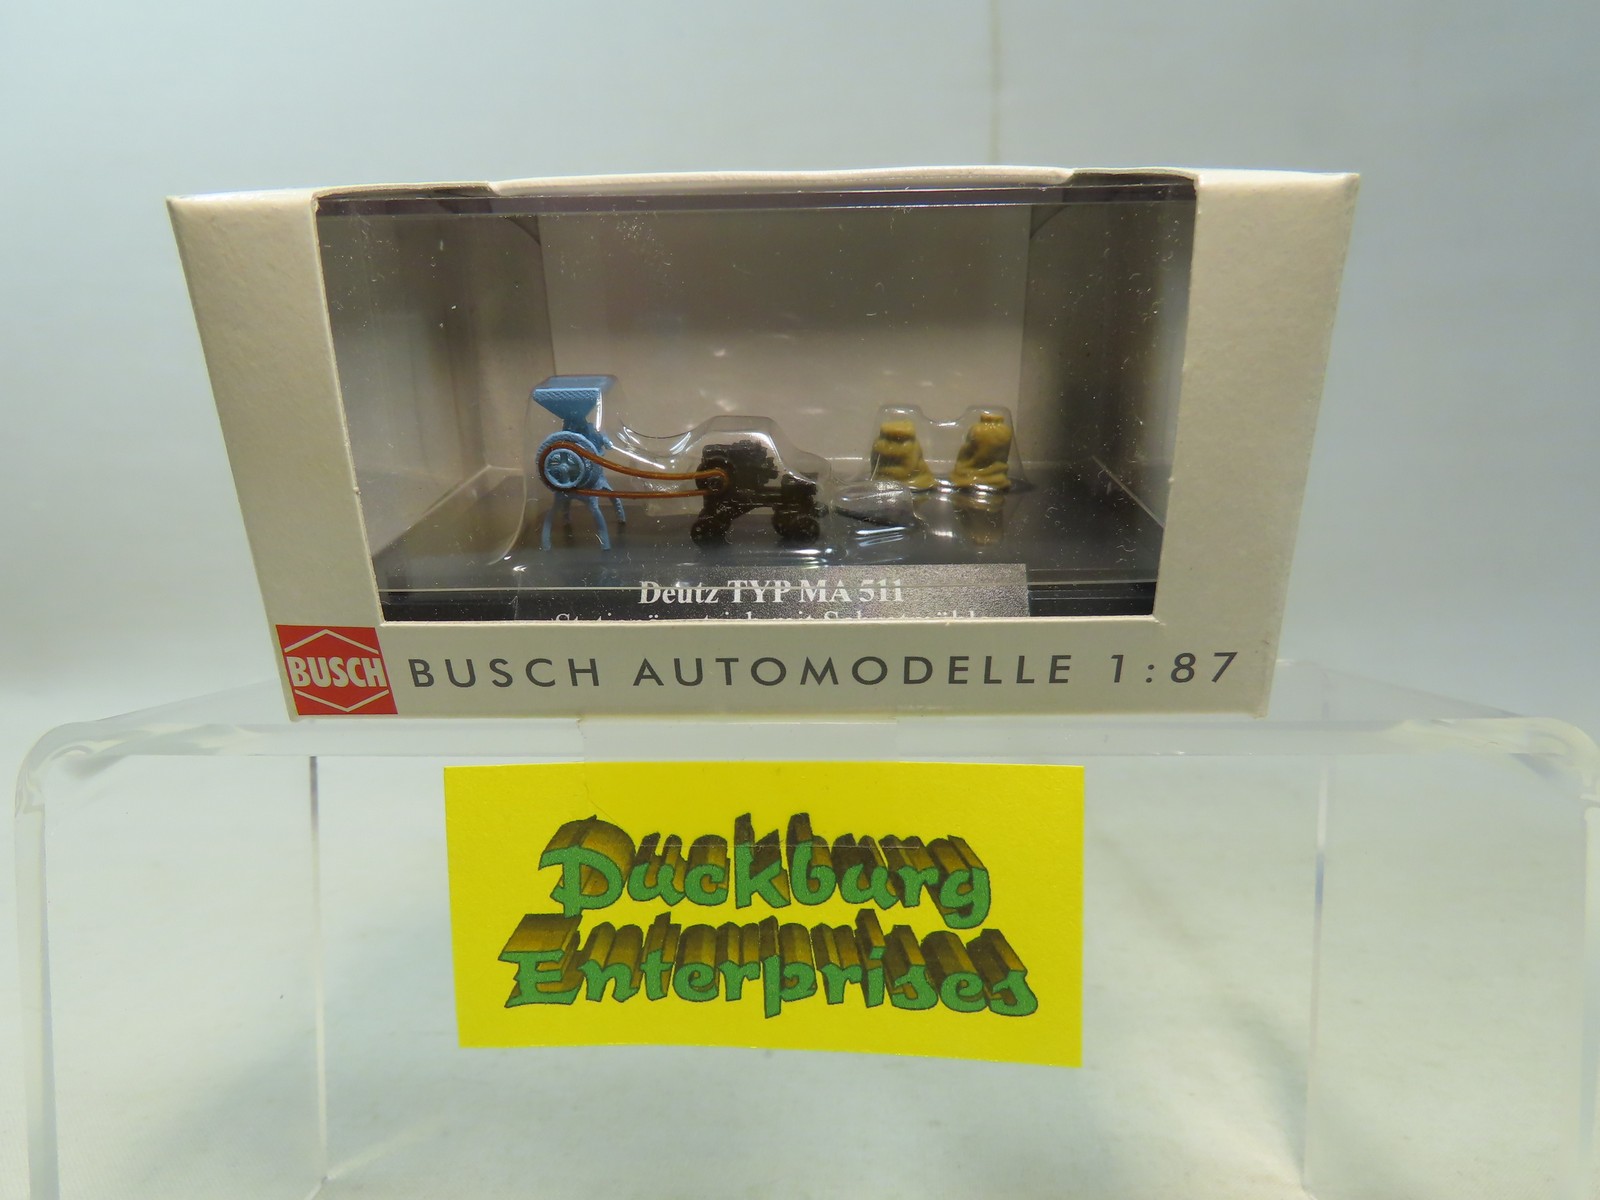 Deutz TYP MA 511
BUSCH
BUSCH AUTOMODELLE 1:87
Duckburg
Enterprises